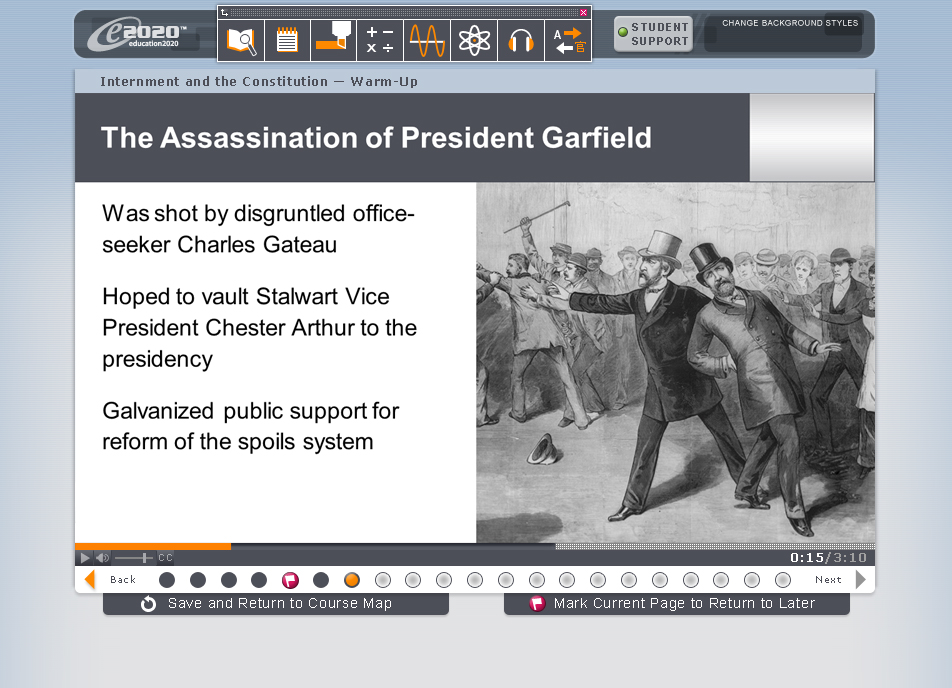 e2020™
education2020
+ −
x ÷
A
STUDENT
SUPPORT
CHANGE BACKGROUND STYLES
Internment and the Constitution — Warm-Up
The Assassination of President Garfield
Was shot by disgruntled office-
seeker Charles Gateau
Hoped to vault Stalwart Vice
President Chester Arthur to the
presidency
Galvanized public support for
reform of the spoils system
CC
0:15/3:10
Back
Next
Save and Return to Course Map
Mark Current Page to Return to Later